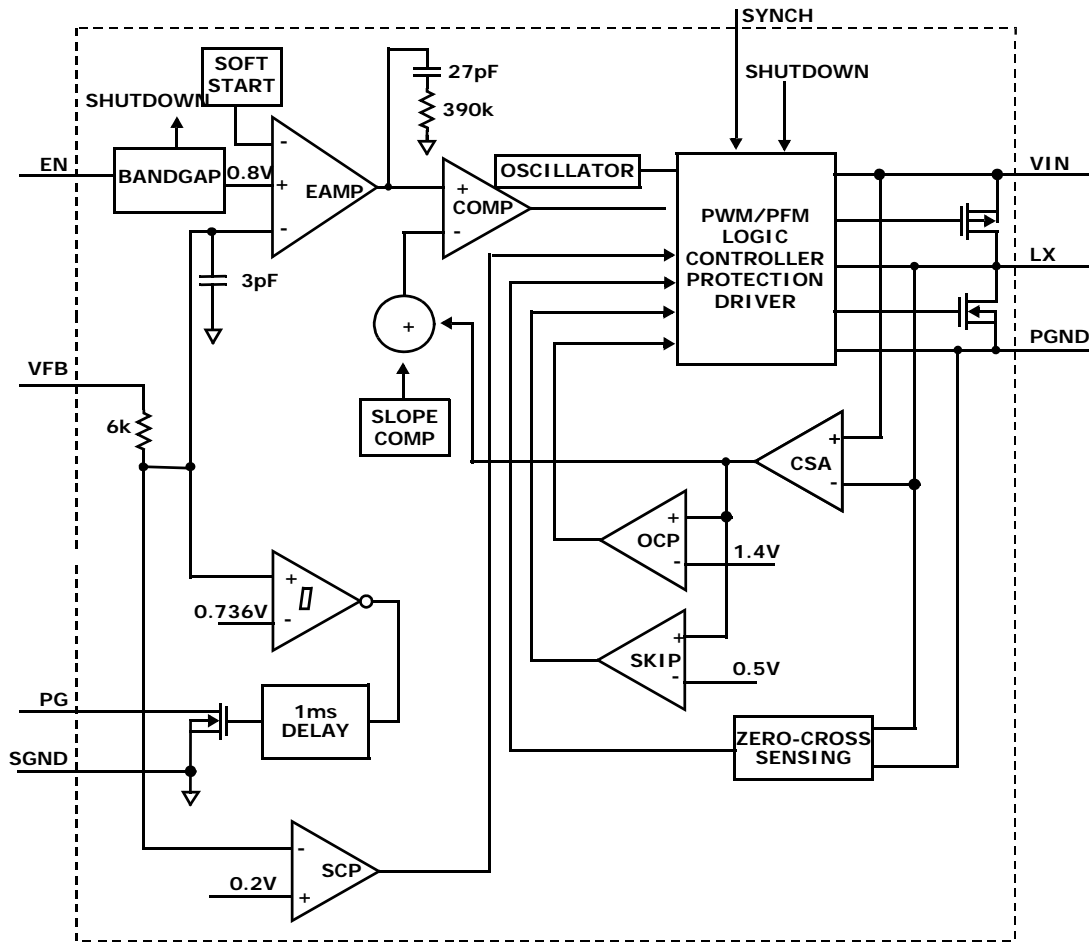 SYNCH
SOFT
START
27pF
390k
SHUTDOWN
SHUTDOWN
EN
BANDGAP
0.8V
-
+
-
EAMP
3pF
+
-
COMP
OSCILLATOR
PWM/PFM
LOGIC
CONTROLLER
PROTECTION
DRIVER
VIN
LX
PGND
+
SLOPE
COMP
VFB
6k
+
-
CSA
+
-
OCP
1.4V
+
-
SKIP
0.5V
+
-
0.736V
PG
1ms
DELAY
SGND
ZERO-CROSS
SENSING
-
+
SCP
0.2V